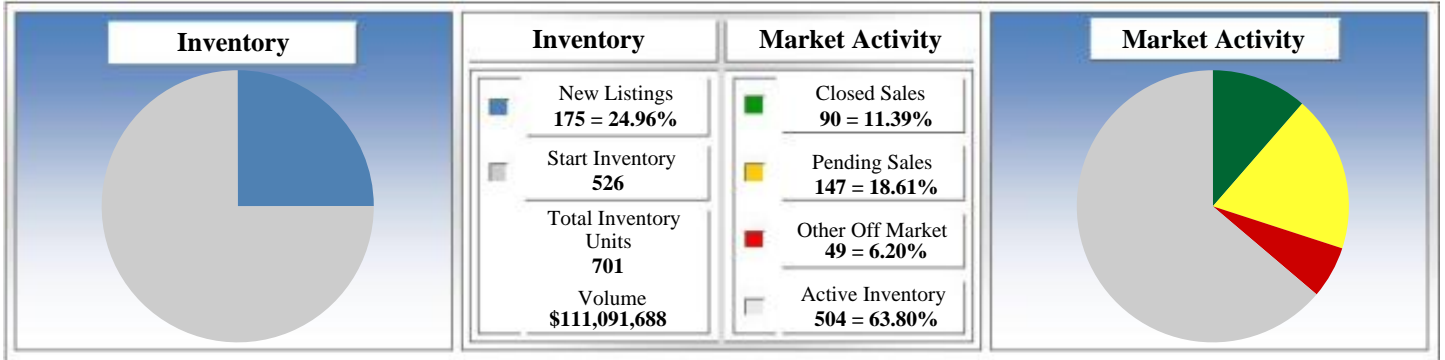 Inventory
Inventory
Market Activity
New Listings
175 = 24.96%
Start Inventory
526
Total Inventory
Units
701
Volume
$111,091,688
Closed Sales
90 = 11.39%
Pending Sales
147 = 18.61%
Other Off Market
49 = 6.20%
Active Inventory
504 = 63.80%
Market Activity